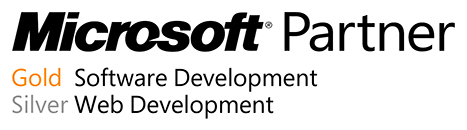 Microsoft® Partner
Gold Software Development
Silver Web Development